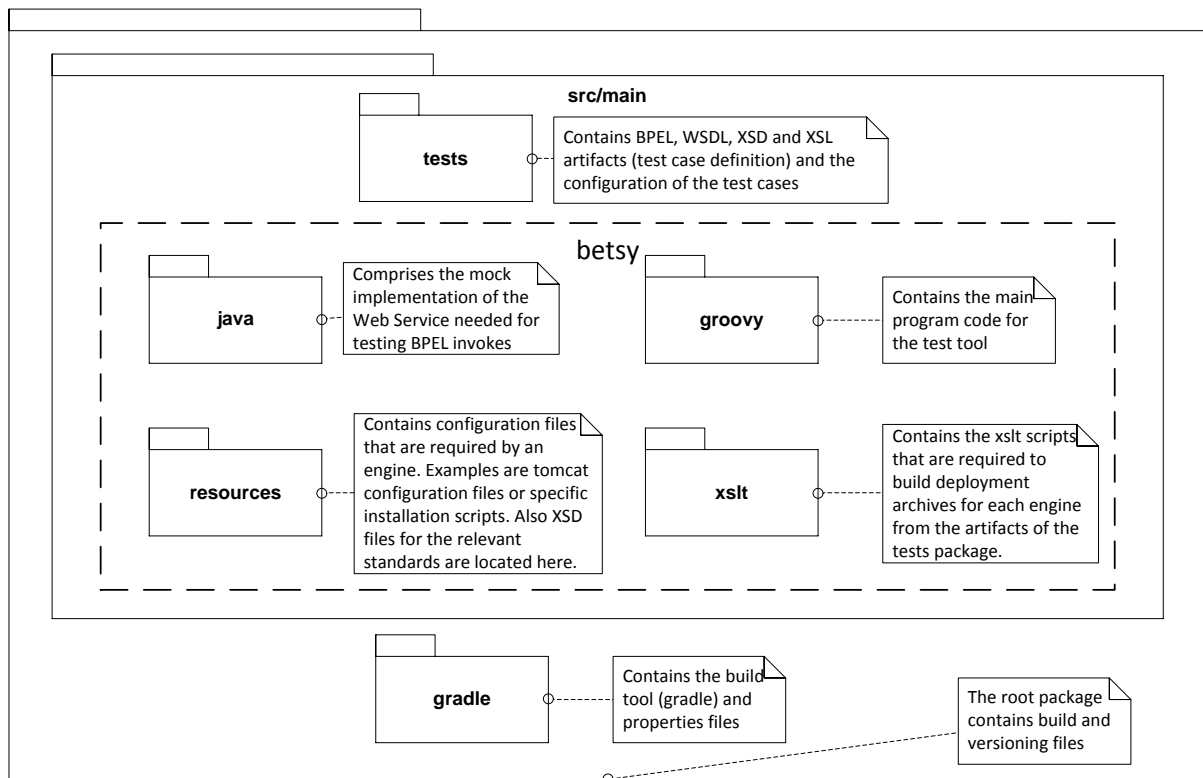 src/main
tests
Contains BPEL, WSDL, XSD and XSL
artifacts (test case definition) and the
configuration of the test cases
betsy
java
Comprises the mock
implementation of the
Web Service needed for
testing BPEL invokes
groovy
Contains the main
program code for
the test tool
resources
Contains configuration files
that are required by an
engine. Examples are tomcat
configuration files or specific
installation scripts. Also XSD
files for the relevant
standards are located here.
xslt
Contains the xslt scripts
that are required to
build deployment
archives for each engine
from the artifacts of the
tests package.
gradle
Contains the build
tool (gradle) and
properties files
The root package
contains build and
versioning files